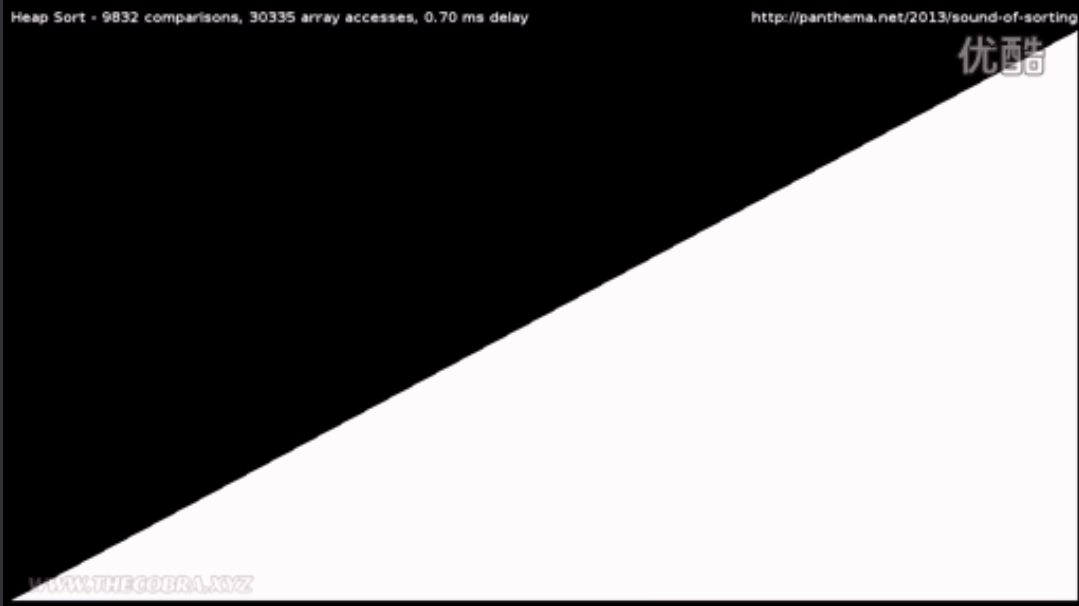 Heap Sort - 9832 comparisons, 30335 array accesses, 0.70 ms delay
http://panthema.net/2013/sound-of-sorting
优酷
WWW.THECOBRA.XYZ